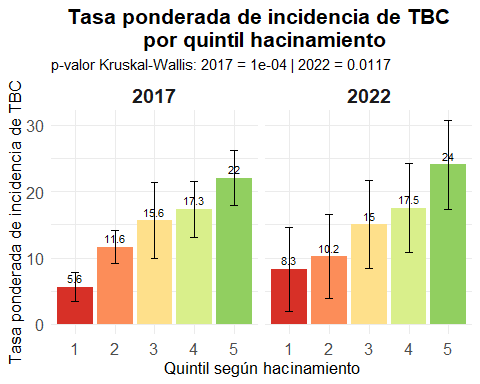 Tasa ponderada de incidencia de TBC
por quintil hacinamiento
p-valor Kruskal-Wallis: 2017 = 1e-04 | 2022 = 0.0117
2017
2022
Tasa ponderada de incidencia de TBC
30
20
10
0
5.6
11.6
15.6
17.3
22
8.3
10.2
15
17.5
24
1 2 3 4 5
1 2 3 4 5
Quintil según hacinamiento